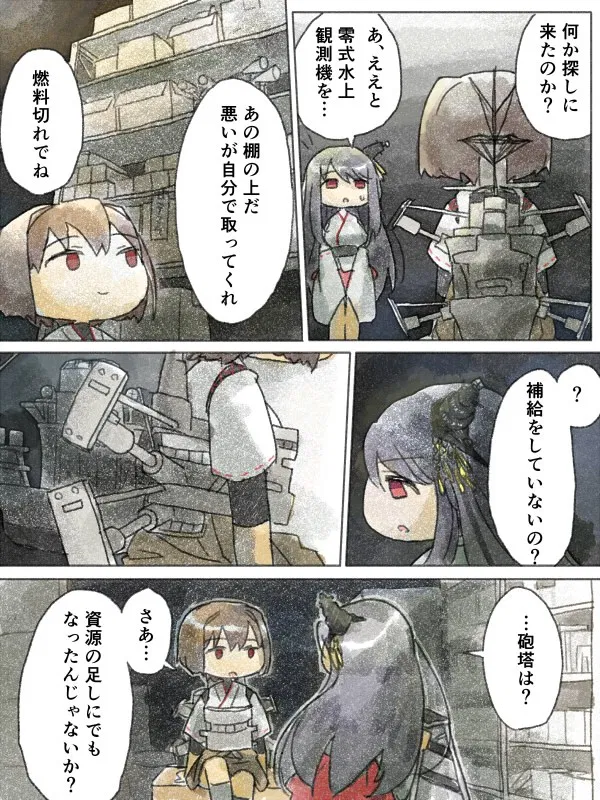 何か探しに
来たのか?
あ、ええと
零式水上
観測機を…
あの棚の上だ
悪いが自分で取ってくれ
燃料切れでね
?
補給をしていないの?
…砲塔は?
さあ…
資源の足しにでも
なったんじゃないか?